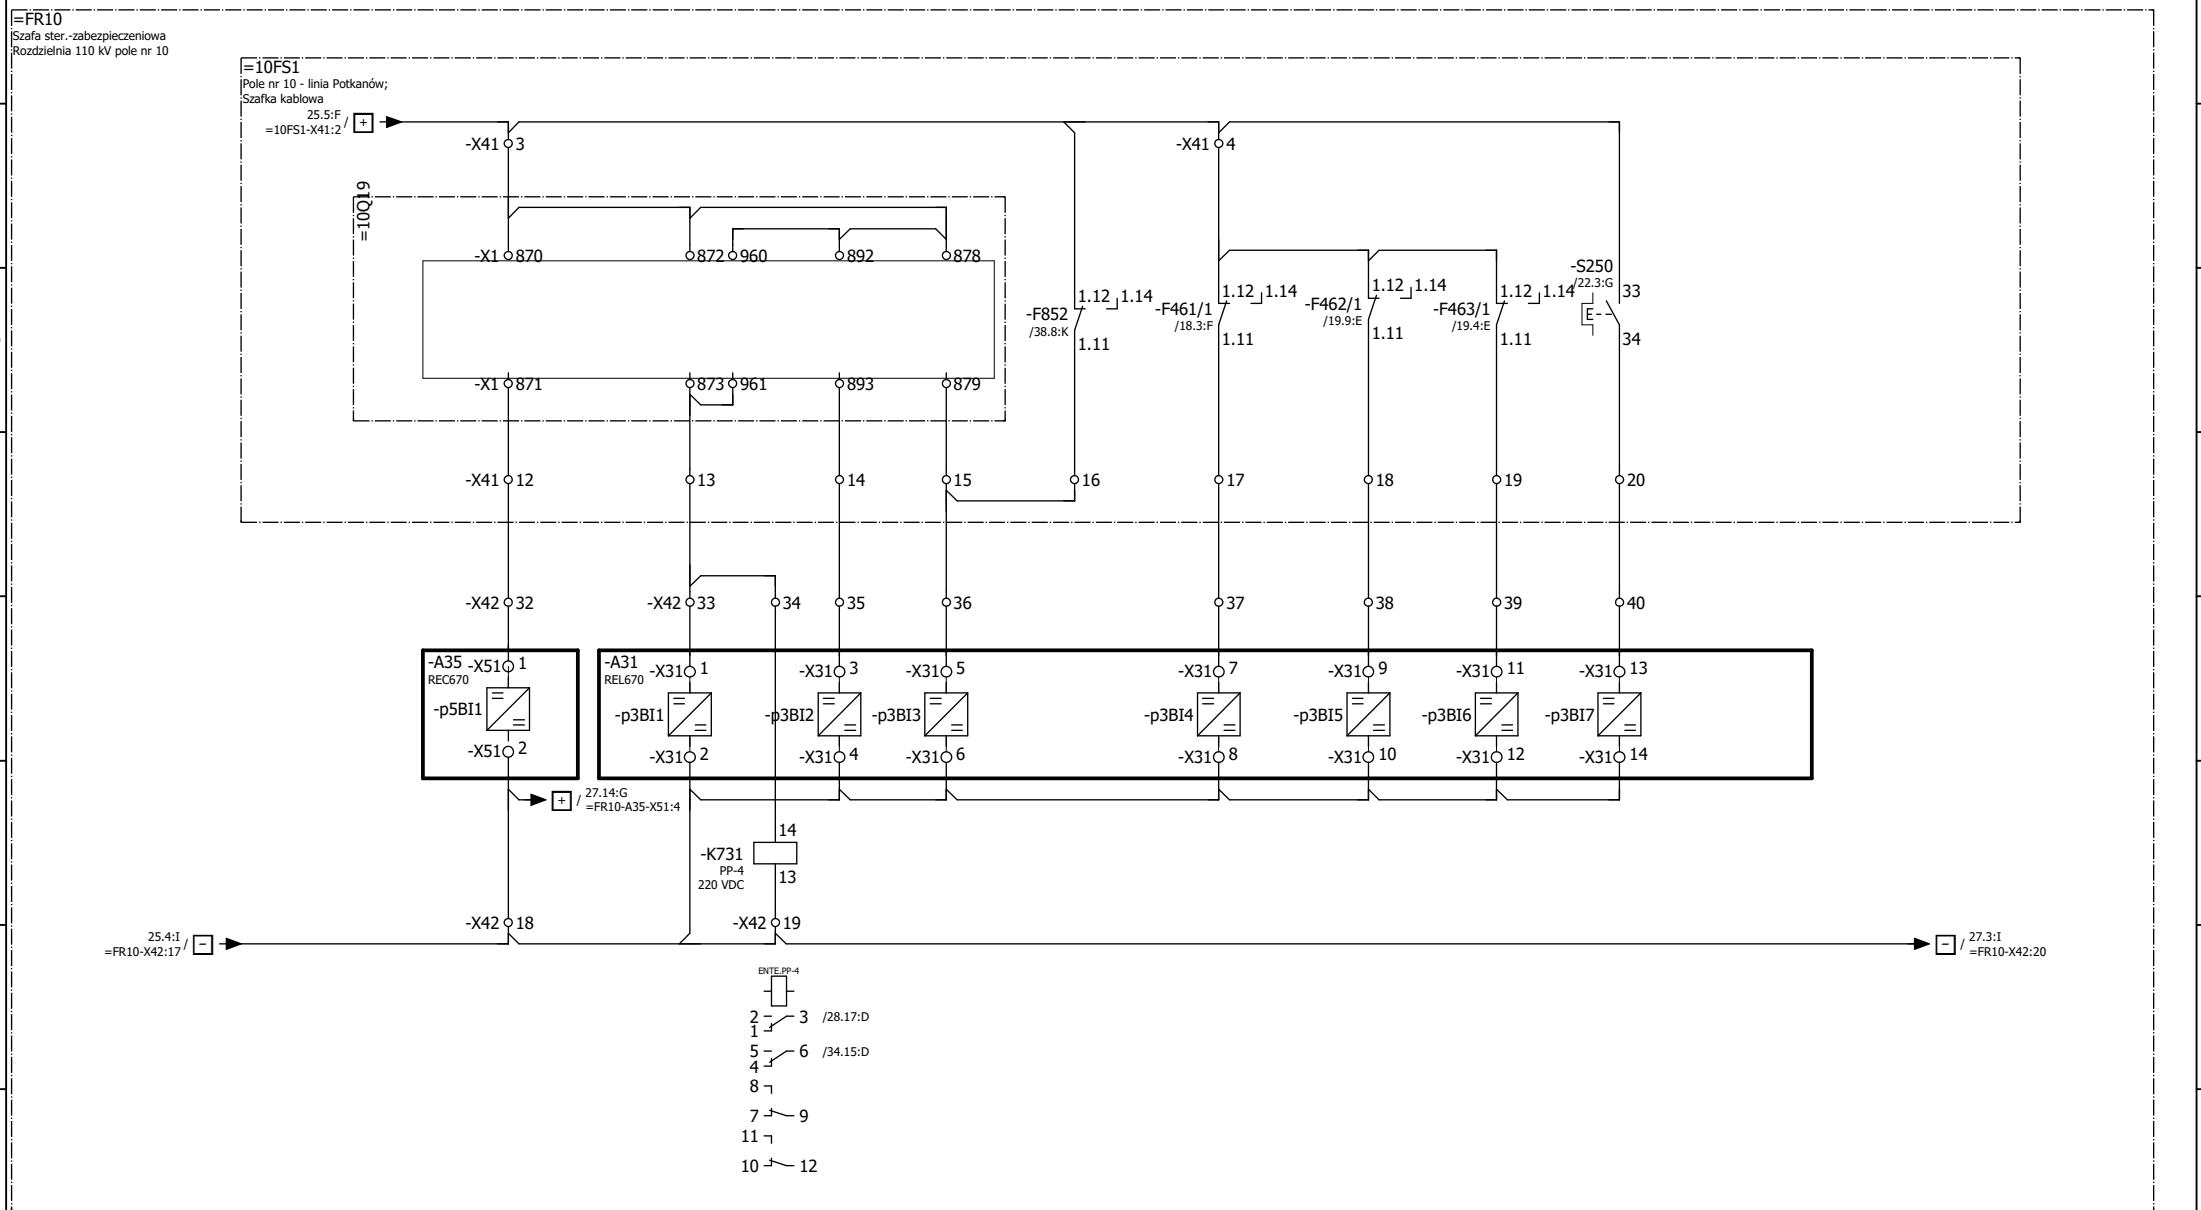 =FR10
Szafa ster.-zabezpieczeniowa
Rozdzielnia 110 kV pole nr 10
=10FS1
Pole nr 10 - linia Potkanów;
Szafka kablowa
25.5:F
=10FS1-X41:2 / +
-X41 3
-X41 4
=10Q19
-X1 870 872 960 892 878
-S250
/22.3:G
33
34
E
-F852
/38.8:K
1.12 1.14
1.11
-F461/1
/18.3:F
1.12 1.14
1.11
-F462/1
/19.9:E
1.12 1.14
1.11
-F463/1
/19.4:E
1.12 1.14
1.11
-X1 871 873 961 893 879
-X41 12 13 14 15 16 17 18 19 20
-X42 32 -X42 33 34 35 36 37 38 39 40
-A35
REC670
-X51 1
-p5BI1
-X51 2
-A31
REL670
-X31 1 -X31 3 -X31 5 -X31 7 -X31 9 -X31 11 -X31 13
-p3BI1 -p3BI2 -p3BI3 -p3BI4 -p3BI5 -p3BI6 -p3BI7
-X31 2 -X31 4 -X31 6 -X31 8 -X31 10 -X31 12 -X31 14
+ / 27.14:G
=FR10-A35-X51:4
14
-K731
PP-4
220 VDC
13
-X42 18 -X42 19
25.4:I
=FR10-X42:17 / −
− / 27.3:I
=FR10-X42:20
ENTE.PP-4
2 3 /28.17:D
1
5 6 /34.15:D
4
8
7 9
11
10 12